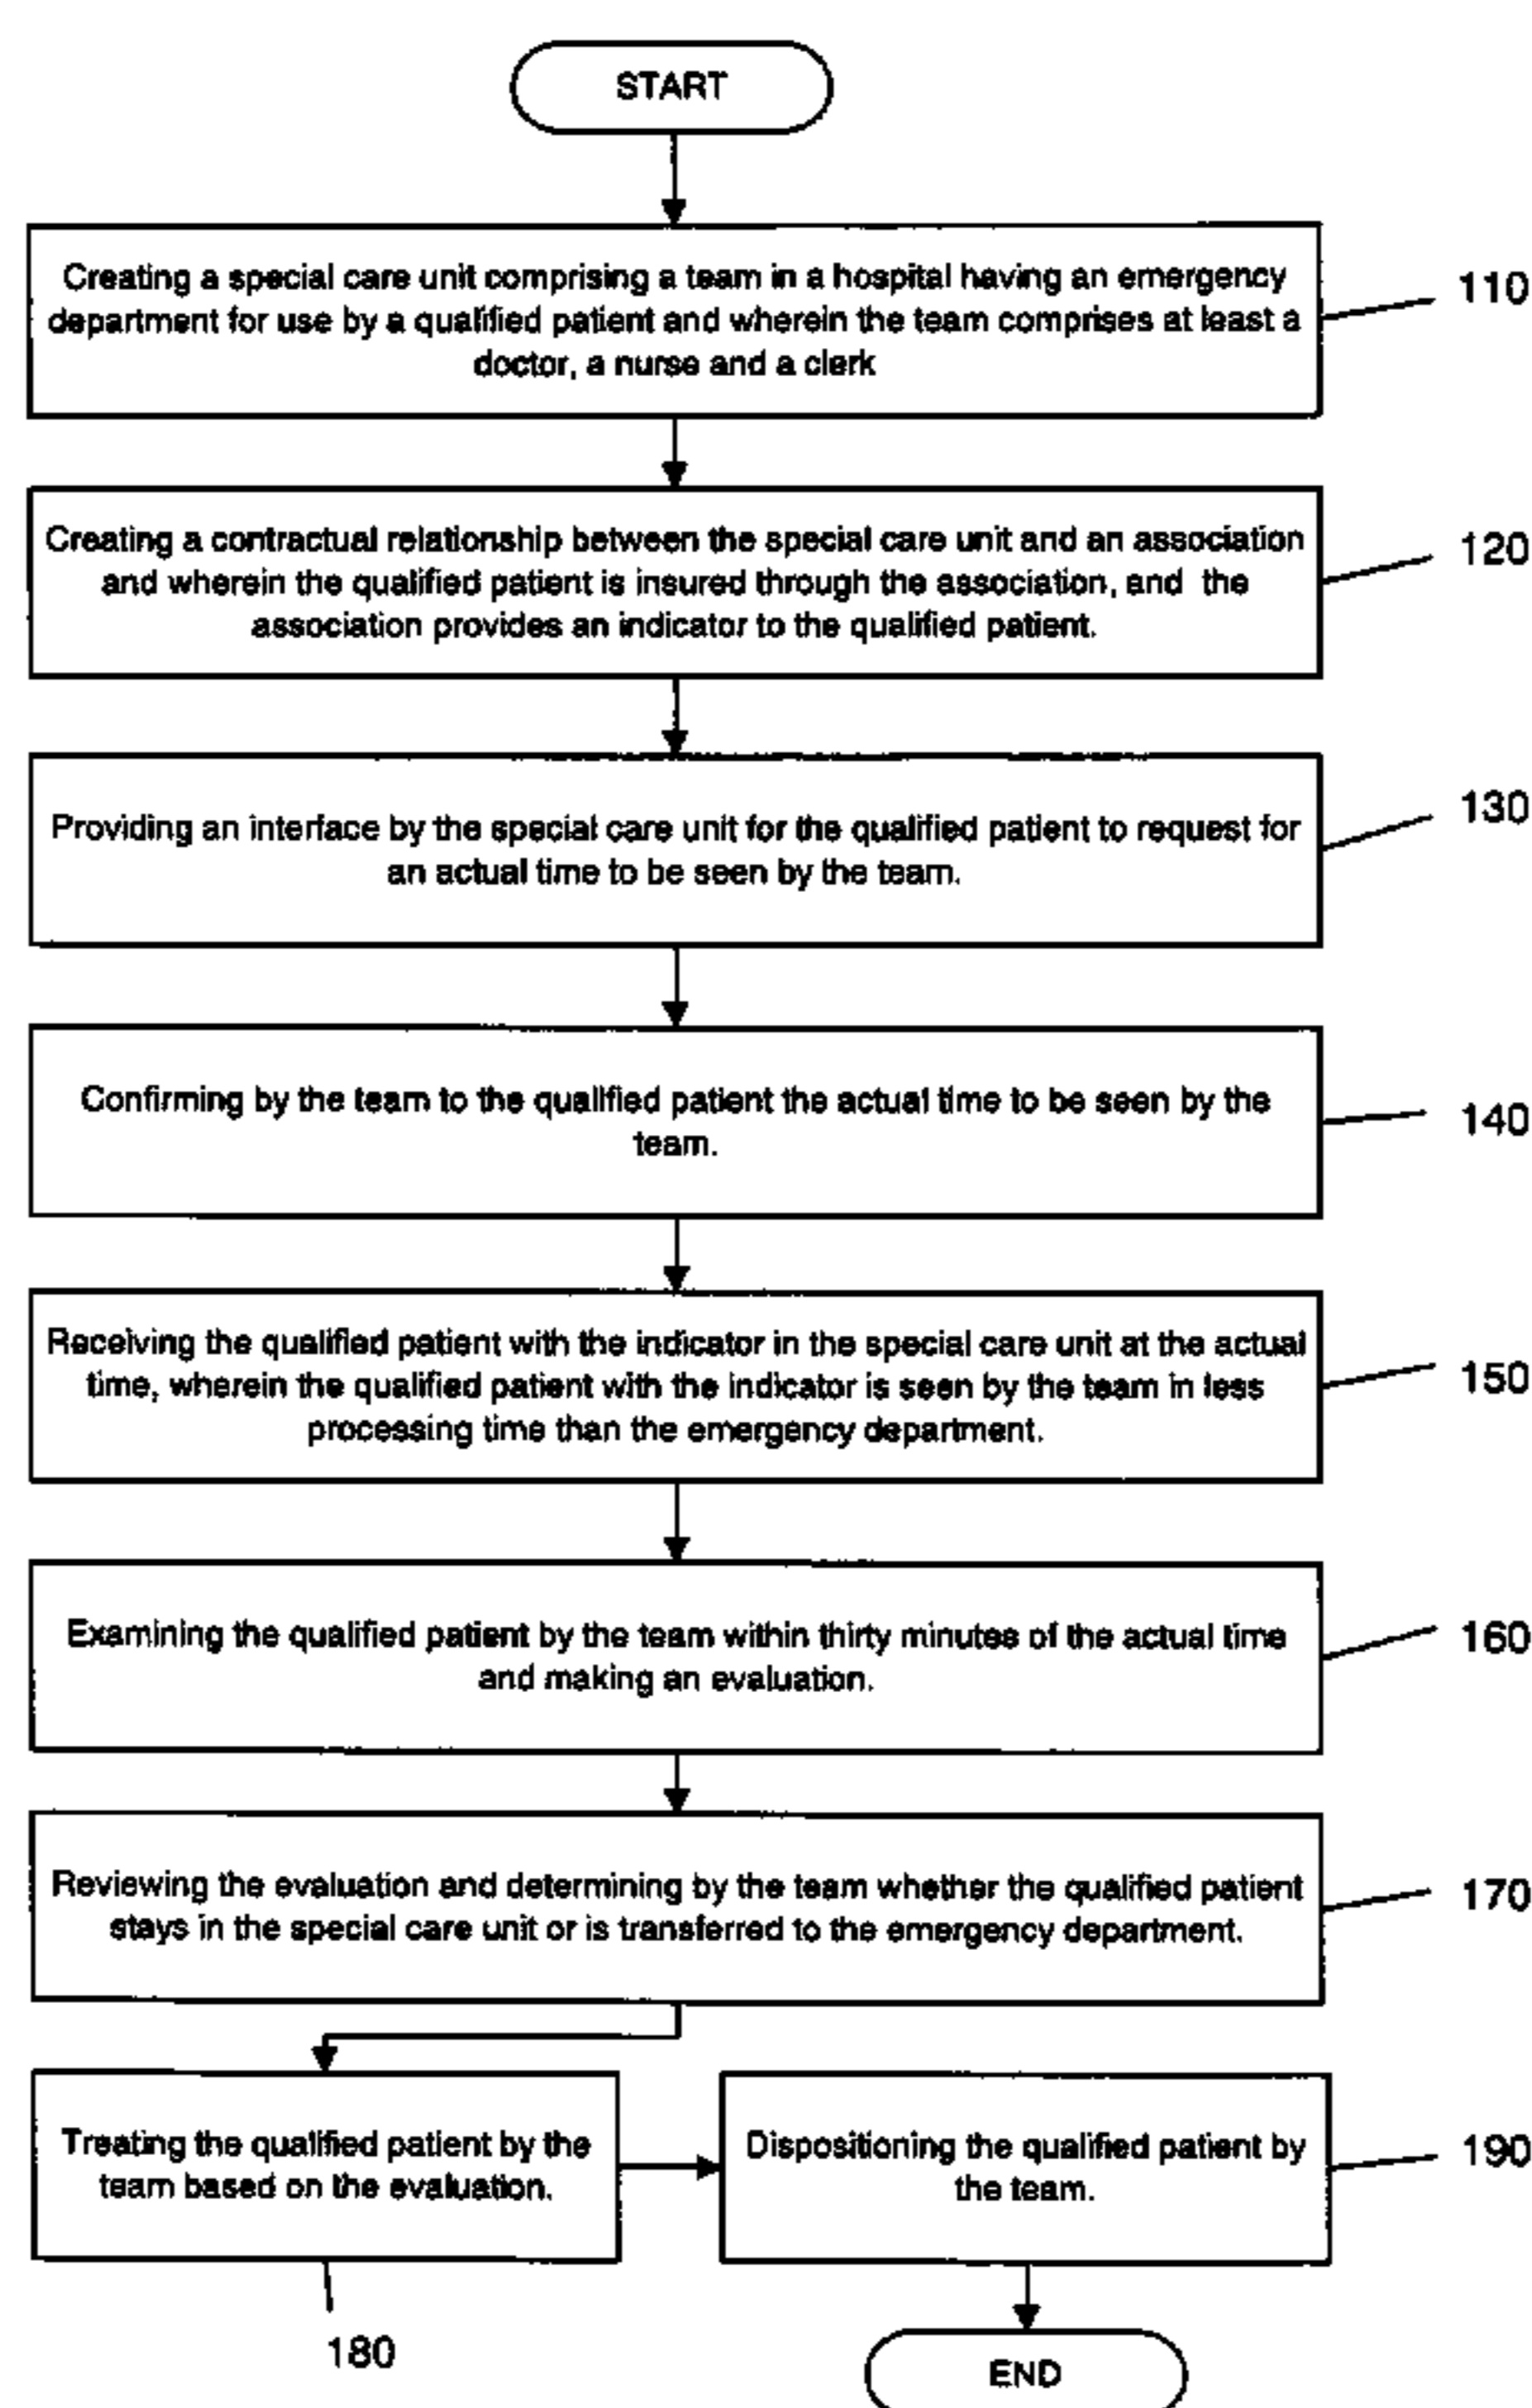 START
Creating a special care unit comprising a team in a hospital having an emergency
department for use by a qualified patient and wherein the team comprises at least a
doctor, a nurse and a clerk
110
Creating a contractual relationship between the special care unit and an association
and wherein the qualified patient is insured through the association, and the
association provides an indicator to the qualified patient.
120
Providing an interface by the special care unit for the qualified patient to request for
an actual time to be seen by the team.
130
Confirming by the team to the qualified patient the actual time to be seen by the
team.
140
Receiving the qualified patient with the indicator in the special care unit at the actual
time, wherein the qualified patient with the indicator is seen by the team in less
processing time than the emergency department.
150
Examining the qualified patient by the team within thirty minutes of the actual time
and making an evaluation.
160
Reviewing the evaluation and determining by the team whether the qualified patient
stays in the special care unit or is transferred to the emergency department.
170
Treating the qualified patient by the
team based on the evaluation.
180
Dispositioning the qualified patient by
the team.
190
END